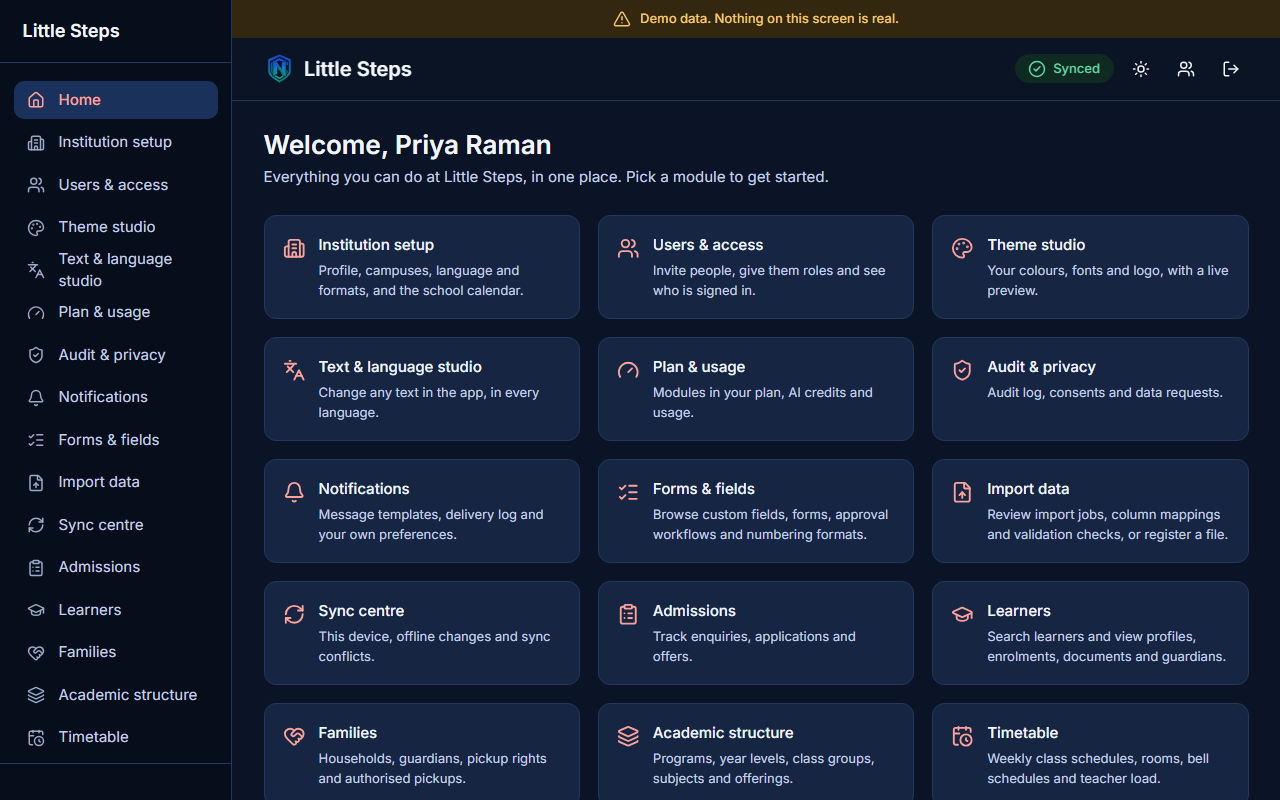 Little Steps
Home
Institution setup
Users & access
Theme studio
Text & language
studio
Plan & usage
Audit & privacy
Notifications
Forms & fields
Import data
Sync centre
Admissions
Learners
Families
Academic structure
Timetable
Demo data. Nothing on this screen is real.
Little Steps
Synced
Welcome, Priya Raman
Everything you can do at Little Steps, in one place. Pick a module to get started.
Institution setup
Profile, campuses, language and
formats, and the school calendar.
Users & access
Invite people, give them roles and see
who is signed in.
Theme studio
Your colours, fonts and logo, with a live
preview.
Text & language studio
Change any text in the app, in every
language.
Plan & usage
Modules in your plan, AI credits and
usage.
Audit & privacy
Audit log, consents and data requests.
Notifications
Message templates, delivery log and
your own preferences.
Forms & fields
Browse custom fields, forms, approval
workflows and numbering formats.
Import data
Review import jobs, column mappings
and validation checks, or register a file.
Sync centre
This device, offline changes and sync
conflicts.
Admissions
Track enquiries, applications and
offers.
Learners
Search learners and view profiles,
enrolments, documents and guardians.
Families
Households, guardians, pickup rights
and authorised pickups.
Academic structure
Programs, year levels, class groups,
subjects and offerings.
Timetable
Weekly class schedules, rooms, bell
schedules and teacher load.